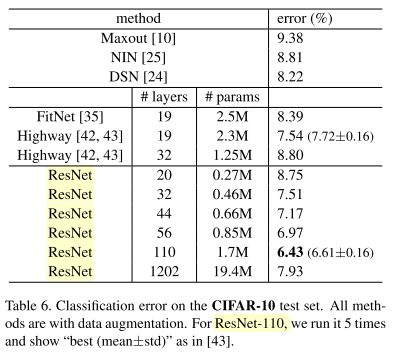 method error (%)
Maxout [10] 9.38
NIN [25] 8.81
DSN [24] 8.22
# layers # params
FitNet [35] 19 2.5M 8.39
Highway [42, 43] 19 2.3M 7.54 (7.72±0.16)
Highway [42, 43] 32 1.25M 8.80
ResNet 20 0.27M 8.75
ResNet 32 0.46M 7.51
ResNet 44 0.66M 7.17
ResNet 56 0.85M 6.97
ResNet 110 1.7M 6.43 (6.61±0.16)
ResNet 1202 19.4M 7.93
Table 6. Classification error on the CIFAR-10 test set. All meth-
ods are with data augmentation. For ResNet-110, we run it 5 times
and show “best (mean±std)” as in [43].